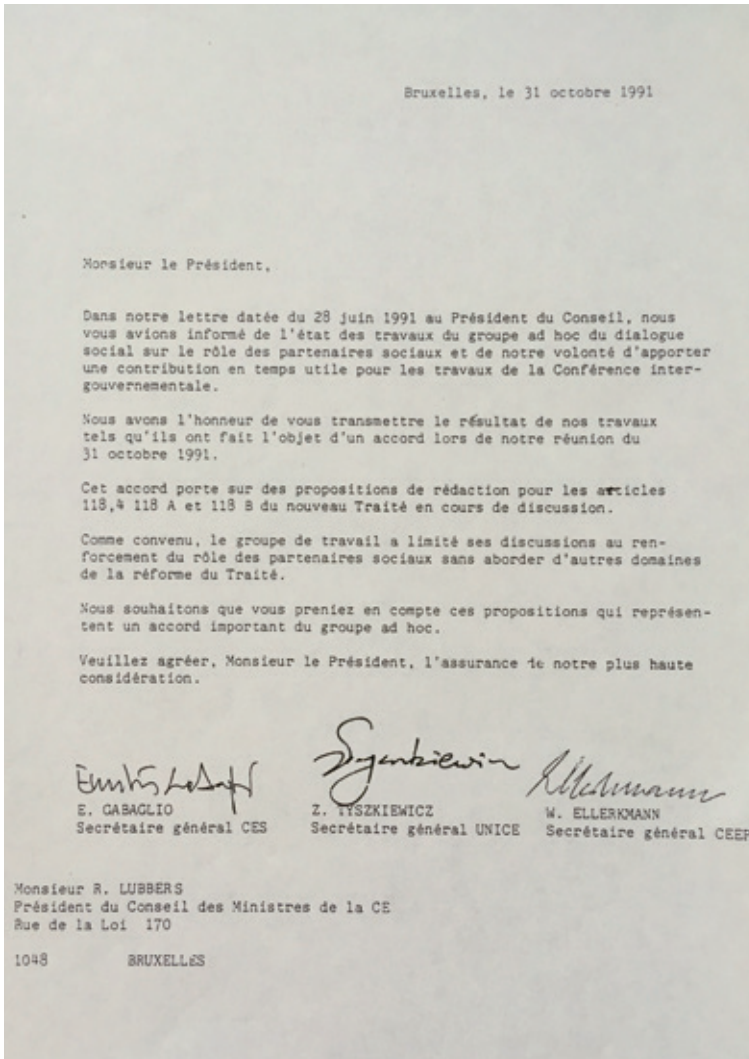 Bruxelles, le 31 octobre 1991
Monsieur le Président,
Dans notre lettre datée du 28 juin 1991 au Président du Conseil, nous
vous avions informé de l'état des travaux du groupe ad hoc du dialogue
social sur le rôle des partenaires sociaux et de notre volonté d'apporter
une contribution en temps utile pour les travaux de la Conférence inter-
gouvernementale.
Nous avons l'honneur de vous transmettre le résultat de nos travaux
tels qu'ils ont fait l'objet d'un accord lors de notre réunion du
31 octobre 1991.
Cet accord porte sur des propositions de rédaction pour les articles
118,4 118 A et 118 B du nouveau Traité en cours de discussion.
Comme convenu, le groupe de travail a limité ses discussions au ren-
forcement du rôle des partenaires sociaux sans aborder d'autres domaines
de la réforme du Traité.
Nous souhaitons que vous preniez en compte ces propositions qui représen-
tent un accord important du groupe ad hoc.
Veuillez agréer, Monsieur le Président, l'assurance de notre plus haute
considération.
E. GABAGLIO Z. TYSZKIEWICZ W. ELLERKMANN
Secrétaire général CES Secrétaire général UNICE Secrétaire général CEEP
Monsieur R. LUBBERS
Président du Conseil des Ministres de la CE
Rue de la Loi 170
1048 BRUXELLES